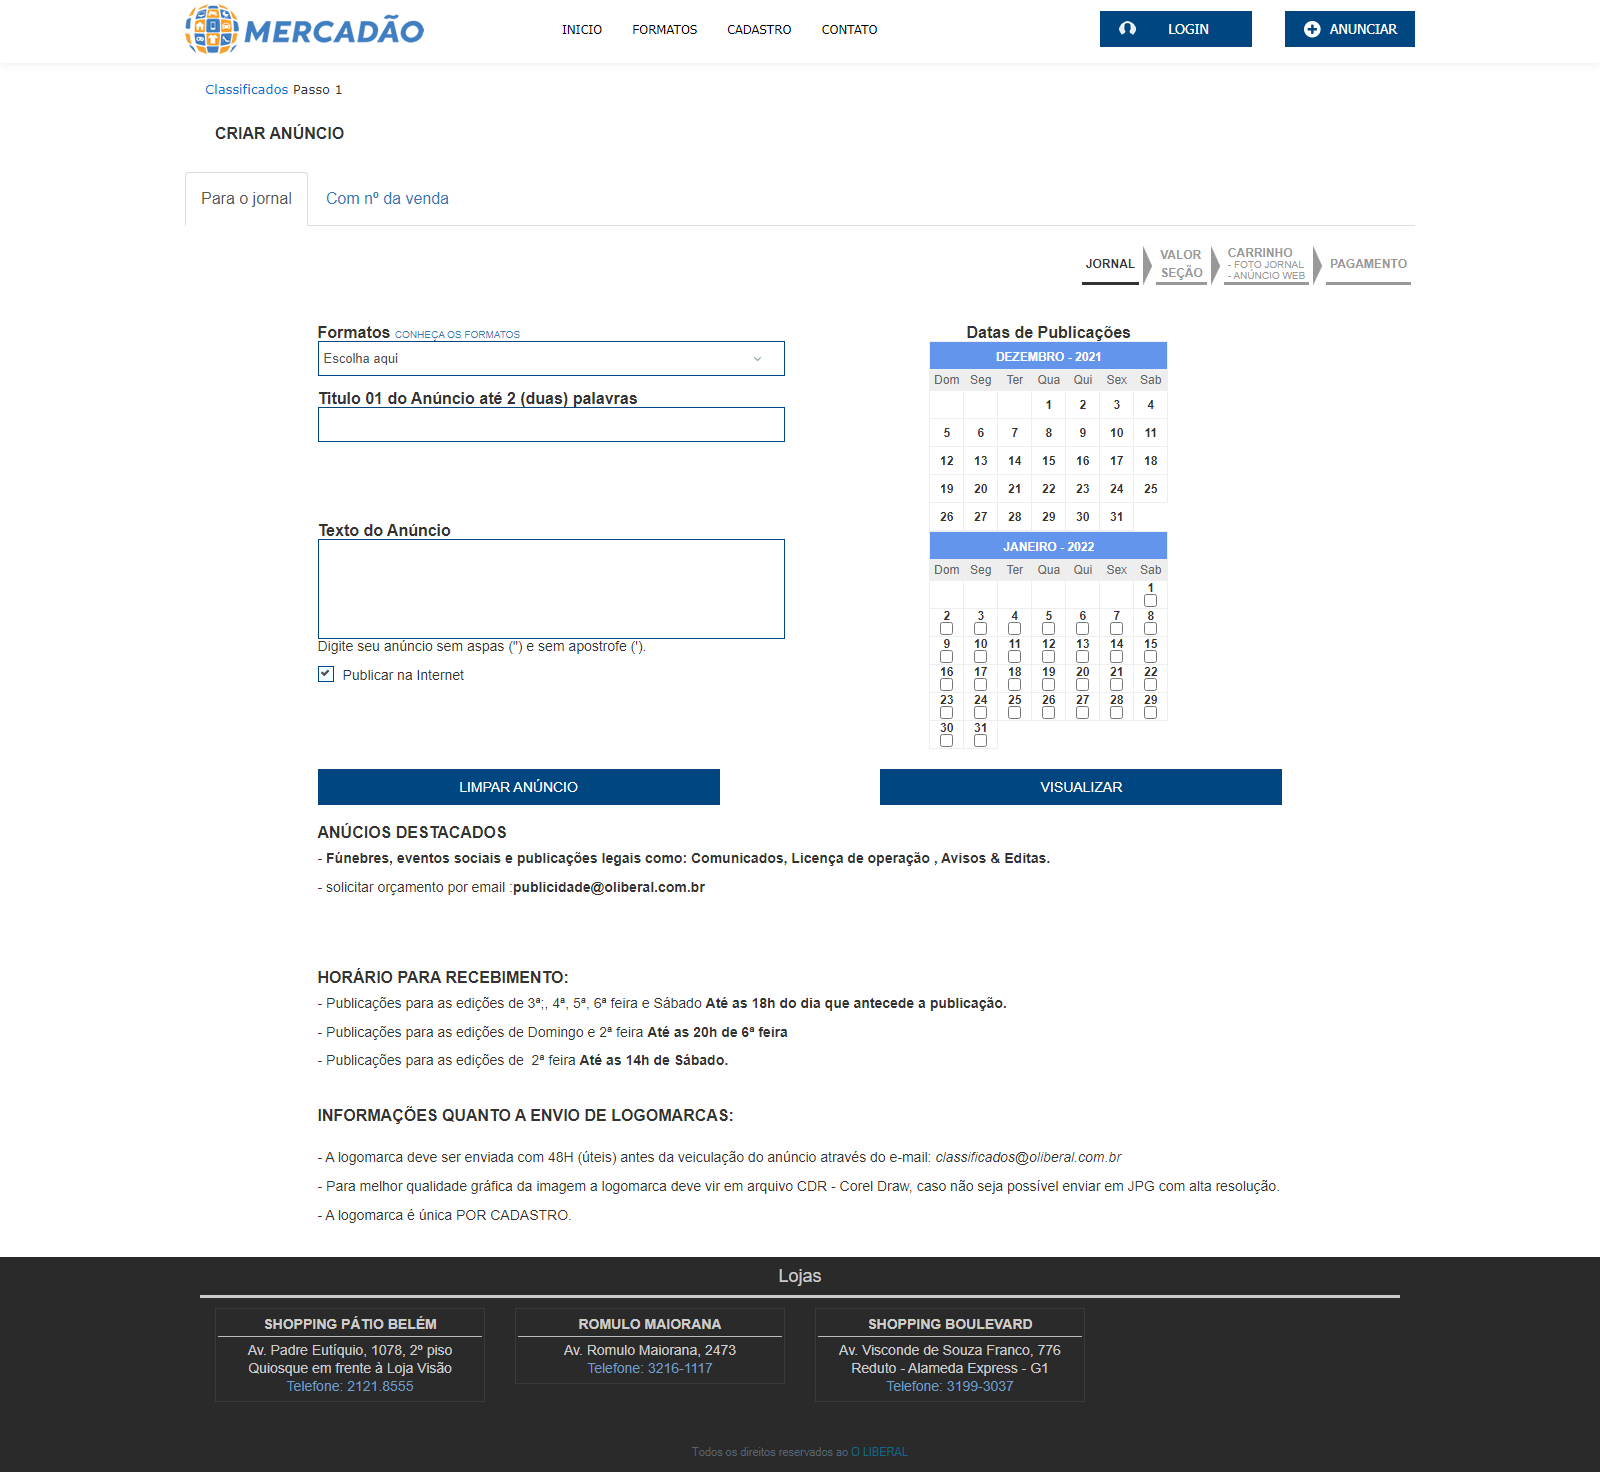 MERCADÃO
INICIO FORMATOS CADASTRO CONTATO
LOGIN
ANUNCIAR
Classificados Passo 1
CRIAR ANÚNCIO
Para o jornal
Com nº da venda
JORNAL
VALOR
SEÇÃO
CARRINHO
- FOTO JORNAL
- ANÚNCIO WEB
PAGAMENTO
Formatos CONHEÇA OS FORMATOS
Escolha aqui
Titulo 01 do Anúncio até 2 (duas) palavras
Texto do Anúncio
Digite seu anúncio sem aspas (") e sem apostrofe (').
Publicar na Internet
Datas de Publicações
DEZEMBRO - 2021
Dom Seg Ter Qua Qui Sex Sab
1 2 3 4
5 6 7 8 9 10 11
12 13 14 15 16 17 18
19 20 21 22 23 24 25
26 27 28 29 30 31
JANEIRO - 2022
Dom Seg Ter Qua Qui Sex Sab
1
2 3 4 5 6 7 8
9 10 11 12 13 14 15
16 17 18 19 20 21 22
23 24 25 26 27 28 29
30 31
LIMPAR ANÚNCIO
VISUALIZAR
ANÚCIOS DESTACADOS
- Fúnebres, eventos sociais e publicações legais como: Comunicados, Licença de operação , Avisos & Editas.
- solicitar orçamento por email :publicidade@oliberal.com.br
HORÁRIO PARA RECEBIMENTO:
- Publicações para as edições de 3ª;, 4ª, 5ª, 6ª feira e Sábado Até as 18h do dia que antecede a publicação.
- Publicações para as edições de Domingo e 2ª feira Até as 20h de 6ª feira
- Publicações para as edições de 2ª feira Até as 14h de Sábado.
INFORMAÇÕES QUANTO A ENVIO DE LOGOMARCAS:
- A logomarca deve ser enviada com 48H (úteis) antes da veiculação do anúncio através do e-mail: classificados@oliberal.com.br
- Para melhor qualidade gráfica da imagem a logomarca deve vir em arquivo CDR - Corel Draw, caso não seja possível enviar em JPG com alta resolução.
- A logomarca é única POR CADASTRO.
Lojas
SHOPPING PÁTIO BELÉM
Av. Padre Eutíquio, 1078, 2º piso
Quiosque em frente à Loja Visão
Telefone: 2121.8555
ROMULO MAIORANA
Av. Romulo Maiorana, 2473
Telefone: 3216-1117
SHOPPING BOULEVARD
Av. Visconde de Souza Franco, 776
Reduto - Alameda Express - G1
Telefone: 3199-3037
Todos os direitos reservados ao O LIBERAL